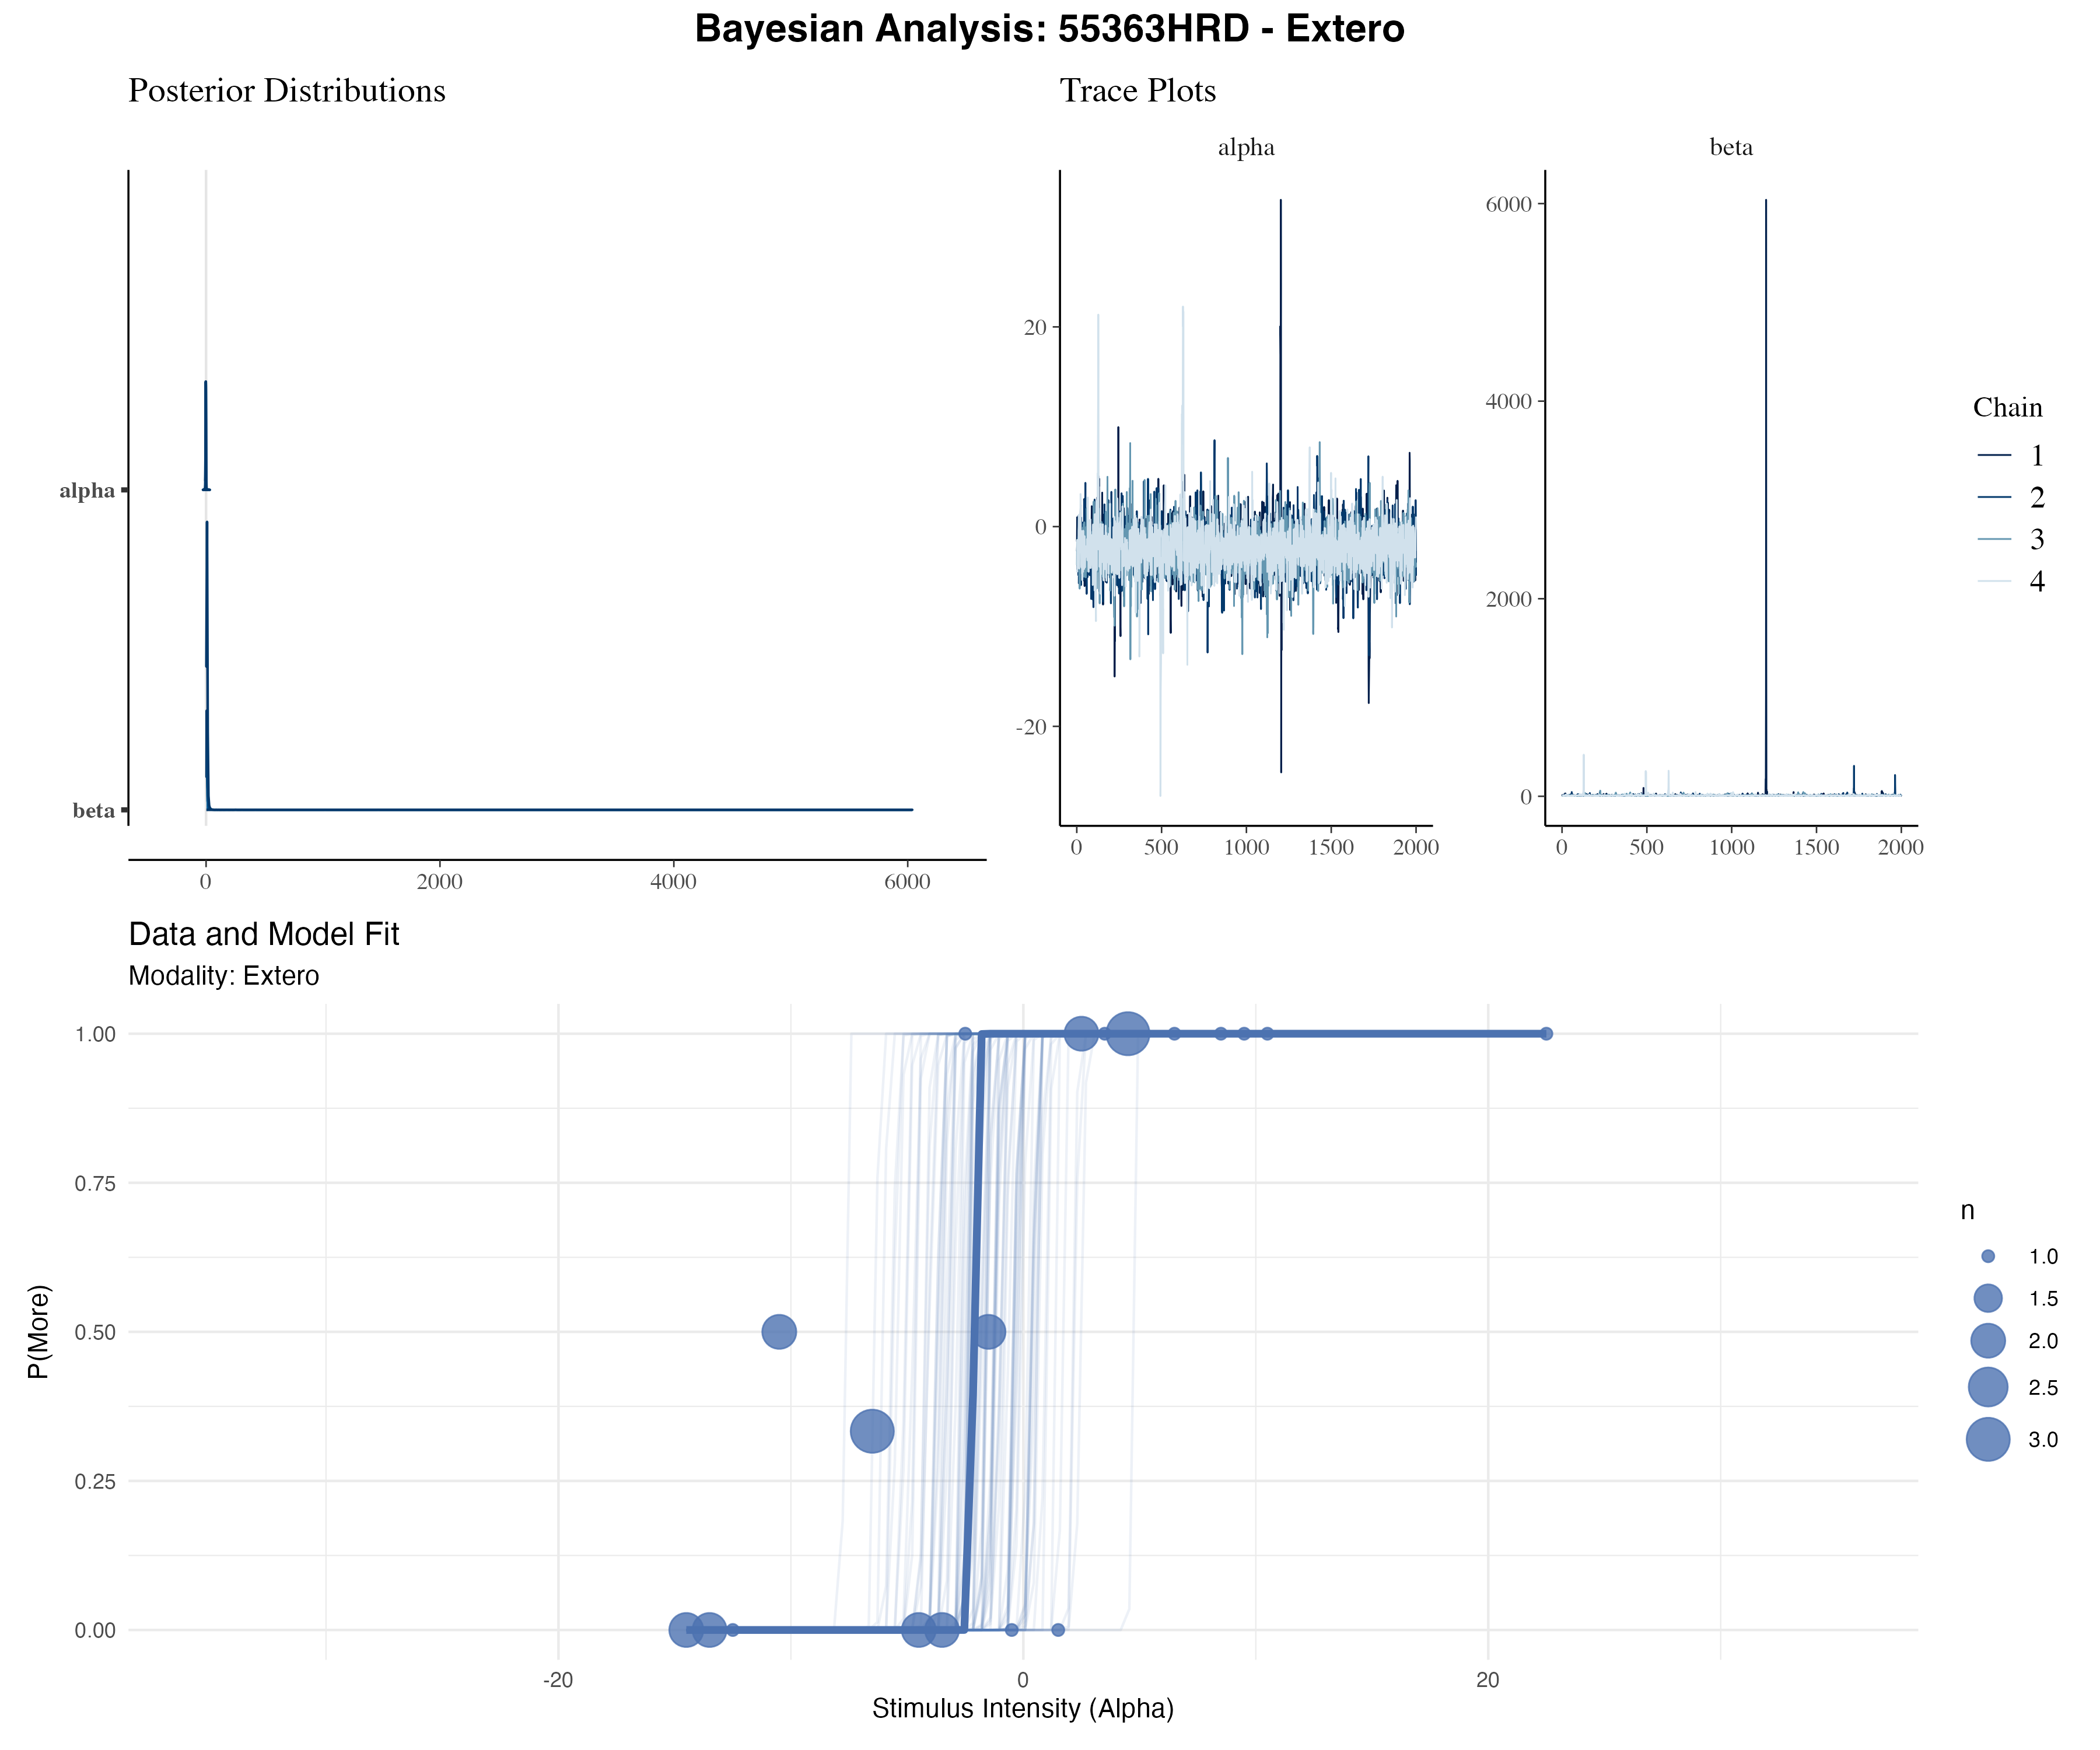 Bayesian Analysis: 55363HRD - Extero
Posterior Distributions
alpha
beta
0 2000 4000 6000
Trace Plots
alpha
20
0
-20
0 500 1000 1500 2000
beta
6000
4000
2000
0
0 500 1000 1500 2000
Chain
1
2
3
4
Data and Model Fit
Modality: Extero
P(More)
1.00
0.75
0.50
0.25
0.00
-20 0 20
Stimulus Intensity (Alpha)
n
1.0
1.5
2.0
2.5
3.0